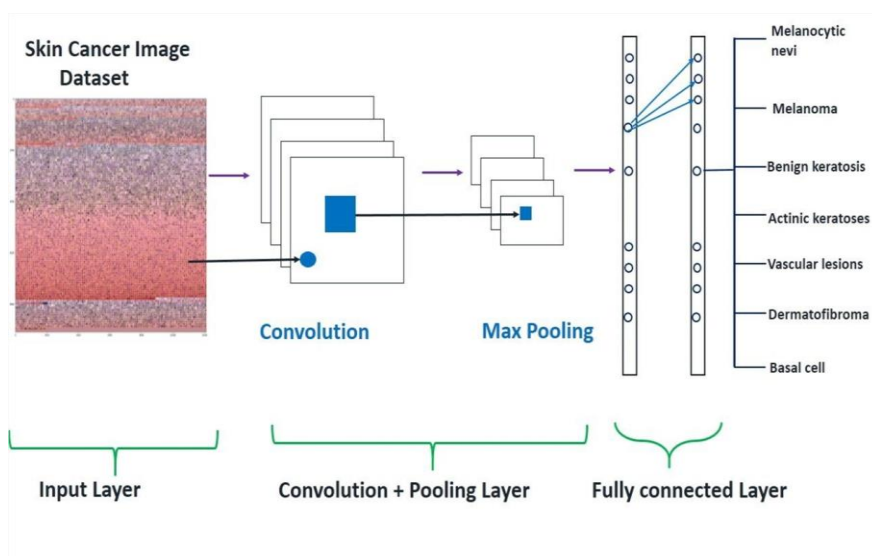 Skin Cancer Image
Dataset
Convolution
Max Pooling
Melanocytic
nevi
Melanoma
Benign keratosis
Actinic keratoses
Vascular lesions
Dermatofibroma
Basal cell
Input Layer
Convolution + Pooling Layer
Fully connected Layer